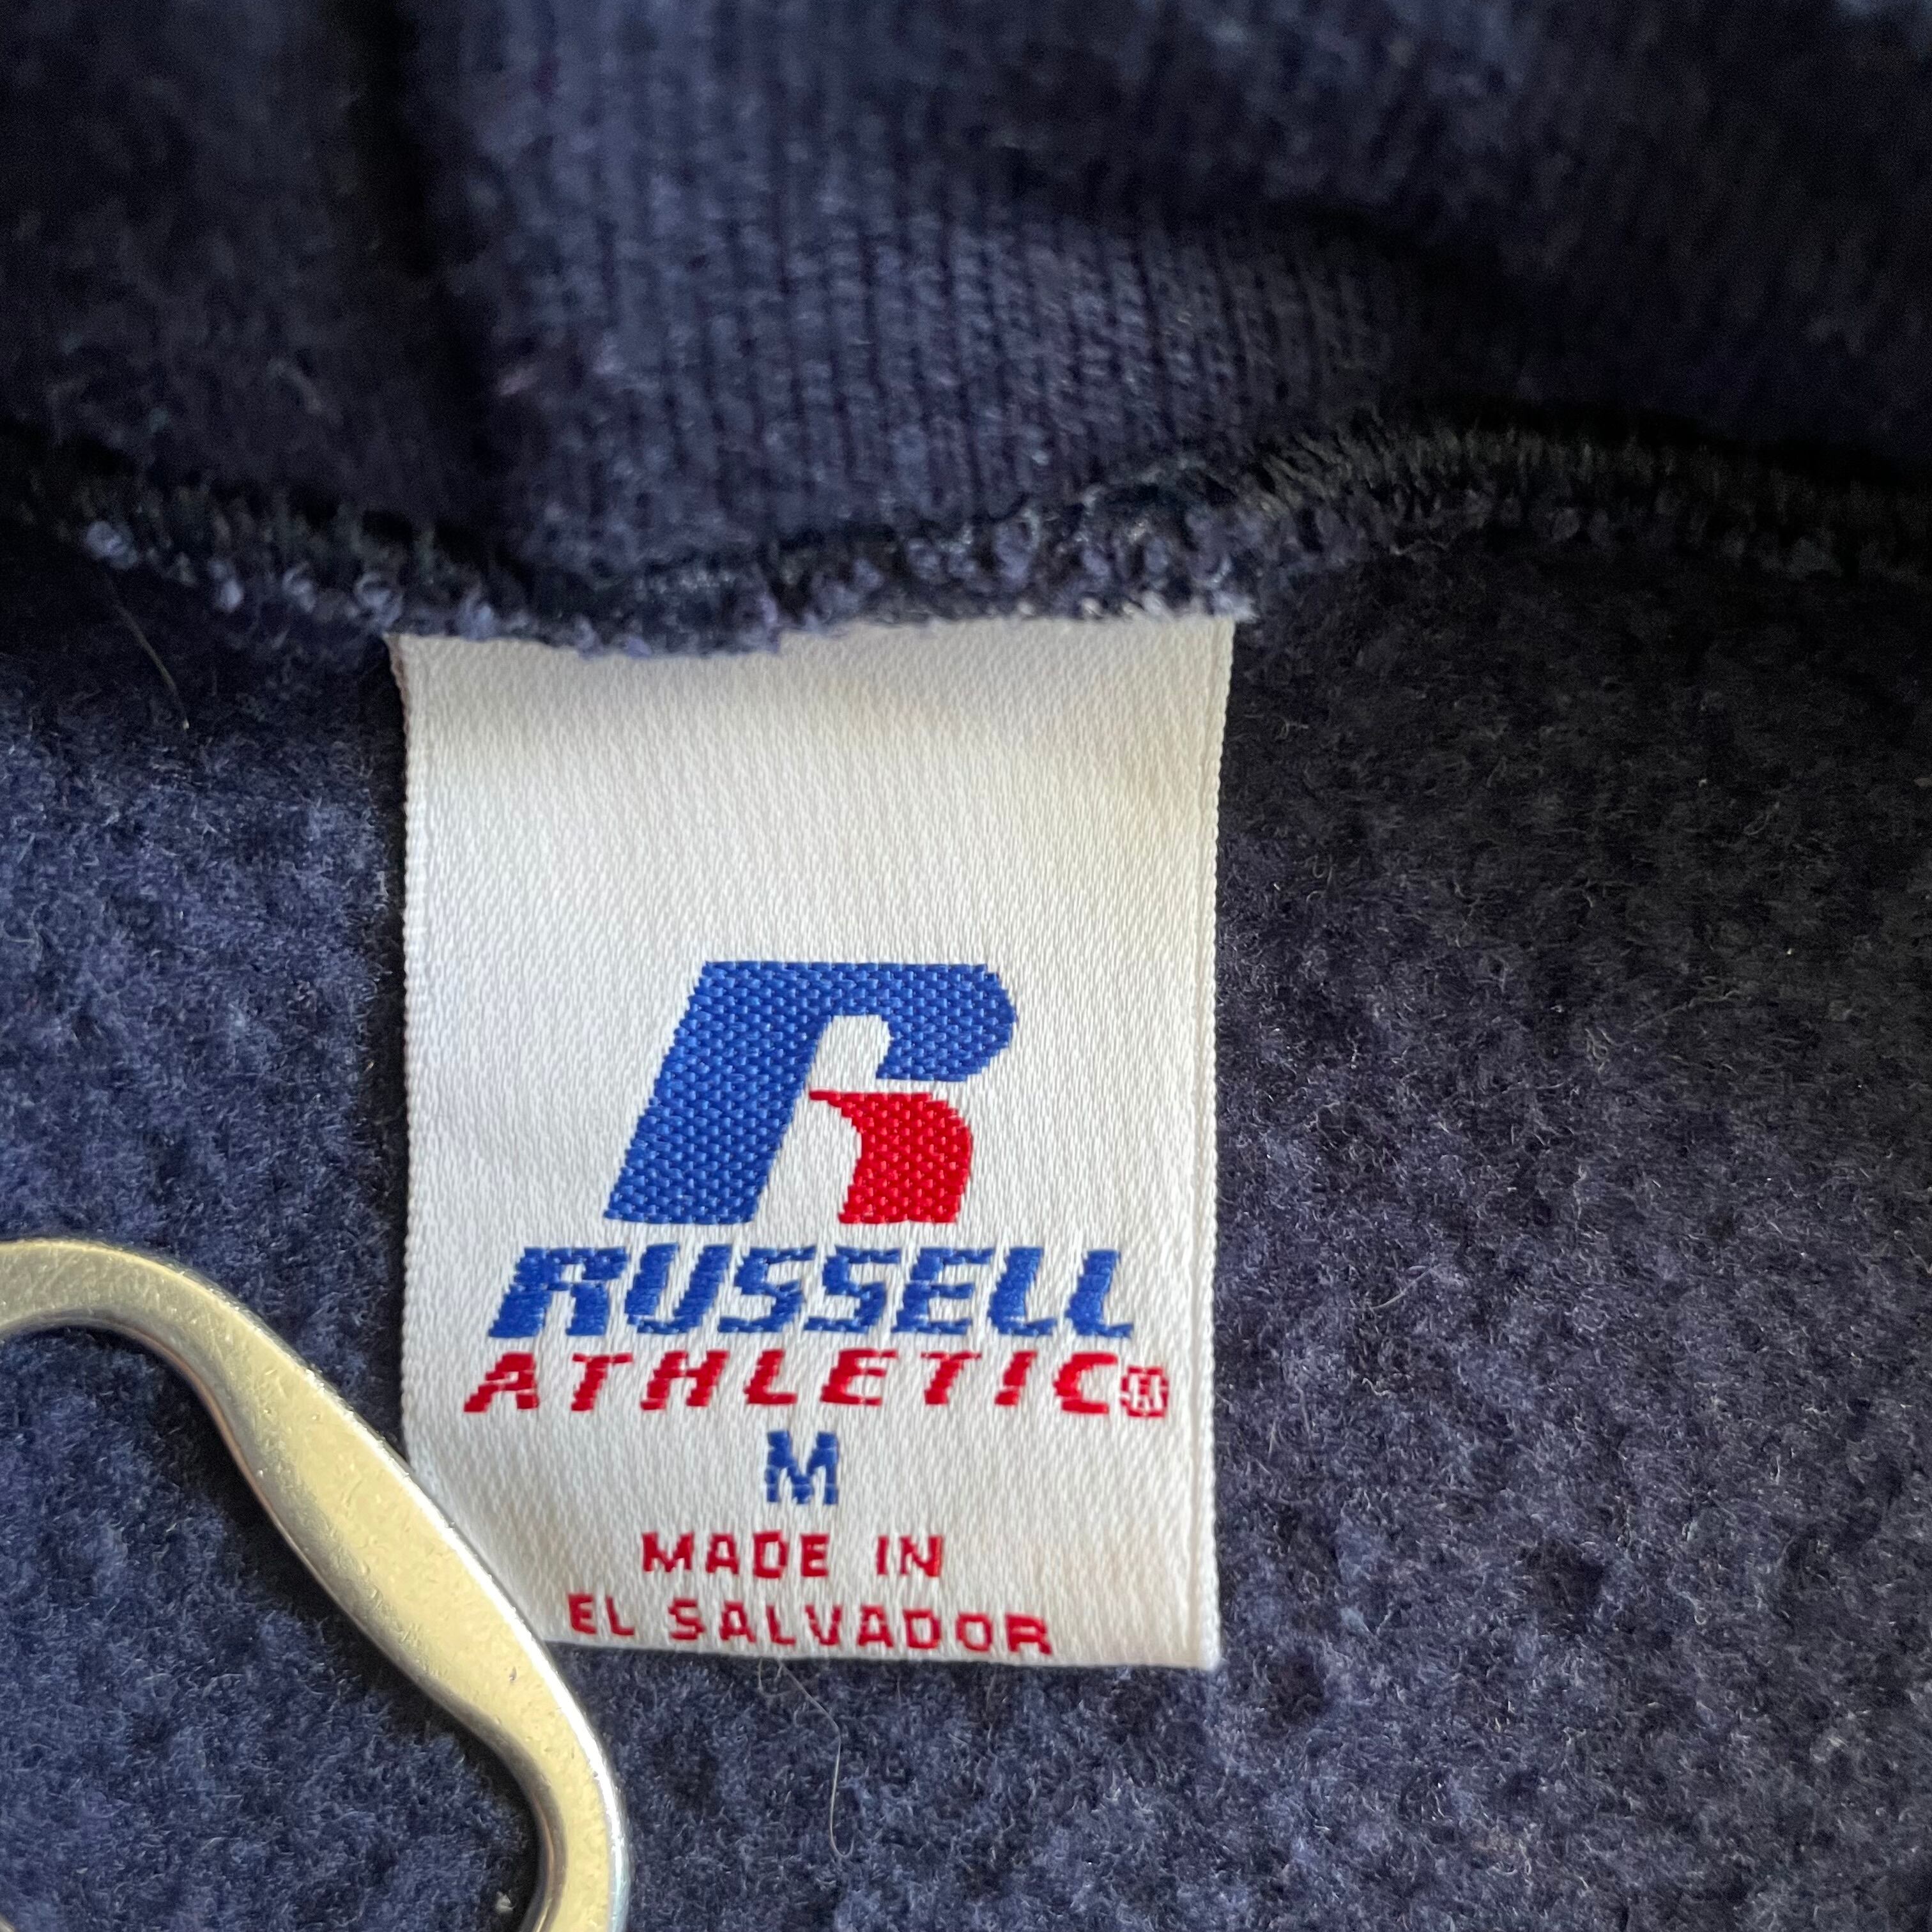 R
RUSSELL
ATHLETIC®
M
MADE IN
EL SALVADOR